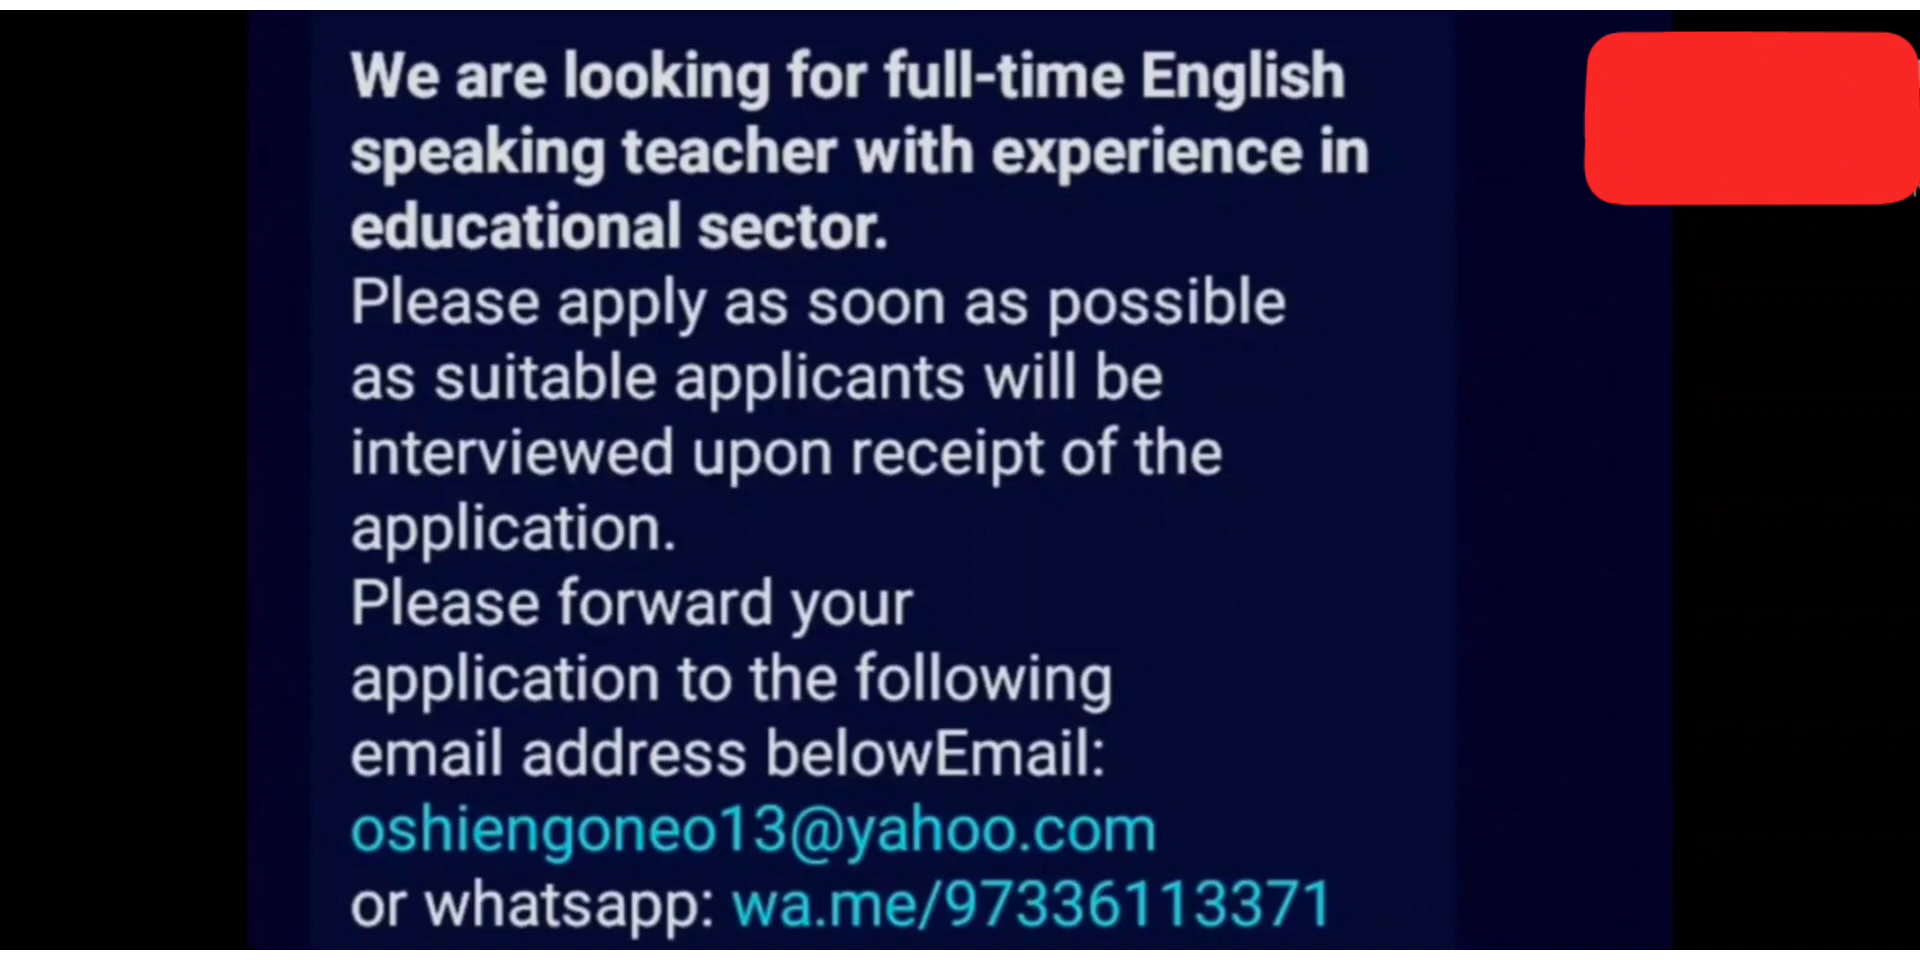 We are looking for full-time English
speaking teacher with experience in
educational sector.
Please apply as soon as possible
as suitable applicants will be
interviewed upon receipt of the
application.
Please forward your
application to the following
email address belowEmail:
oshiengoneo13@yahoo.com
or whatsapp: wa.me/97336113371